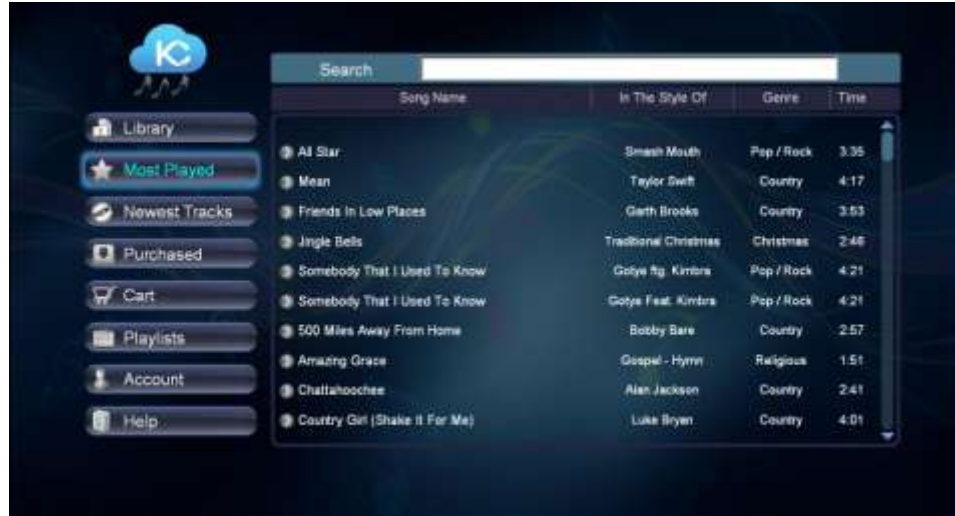 KC
Search
Song Name In The Style Of Genre Time
Library
Most Played
Newest Tracks
Purchased
Cart
Playlists
Account
Help
All Star Smash Mouth Pop / Rock 3:35
Mean Taylor Swift Country 4:17
Friends In Low Places Garth Brooks Country 3:53
Jingle Bells Traditional Christmas Christmas 2:46
Somebody That I Used To Know Gotye ftg. Kimbra Pop / Rock 4:21
Somebody That I Used To Know Gotye Feat. Kimbra Pop / Rock 4:21
500 Miles Away From Home Bobby Bare Country 2:57
Amazing Grace Gospel - Hymn Religious 1:51
Chattahoochee Alan Jackson Country 2:41
Country Girl (Shake It For Me) Luke Bryan Country 4:01